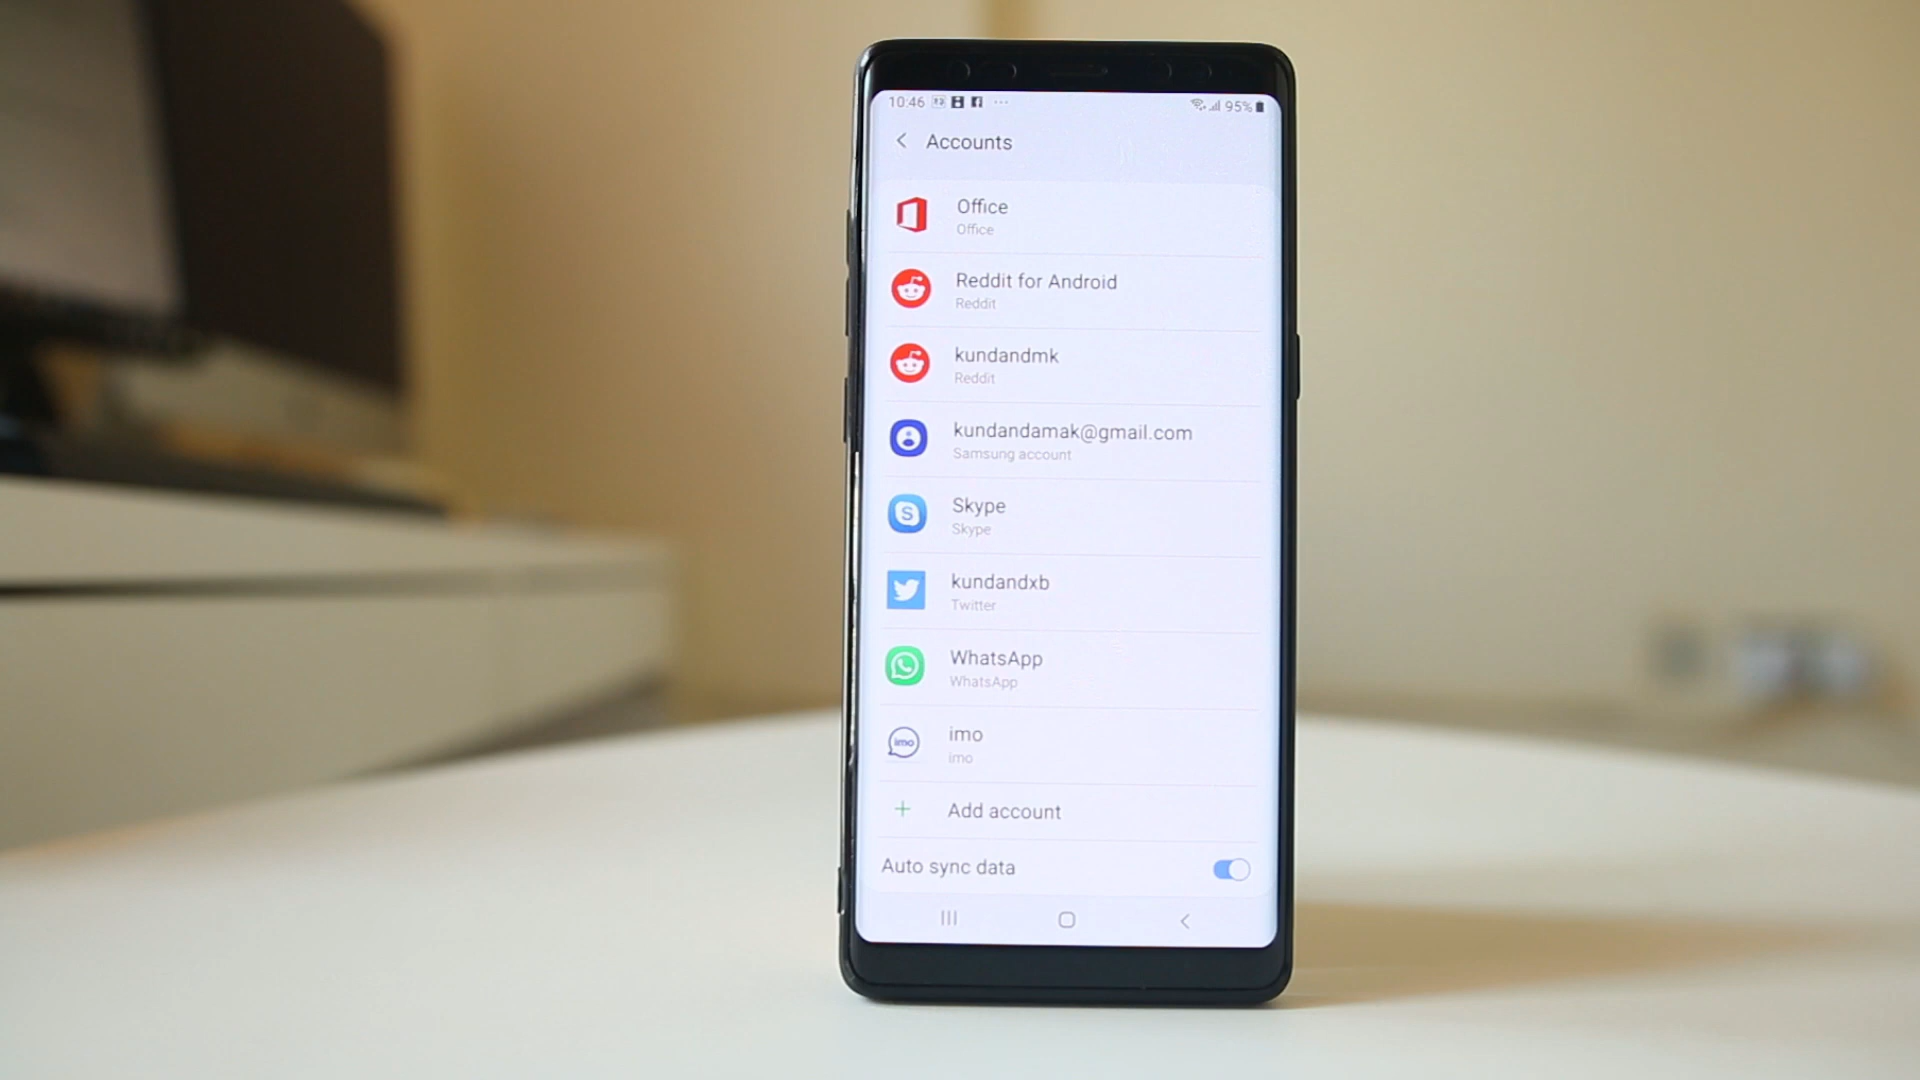 10:46 95%
Accounts
Office
Office
Reddit for Android
Reddit
kundandmk
Reddit
kundandamak@gmail.com
Samsung account
Skype
Skype
kundandxb
Twitter
WhatsApp
WhatsApp
imo
imo
imo
Add account
Auto sync data